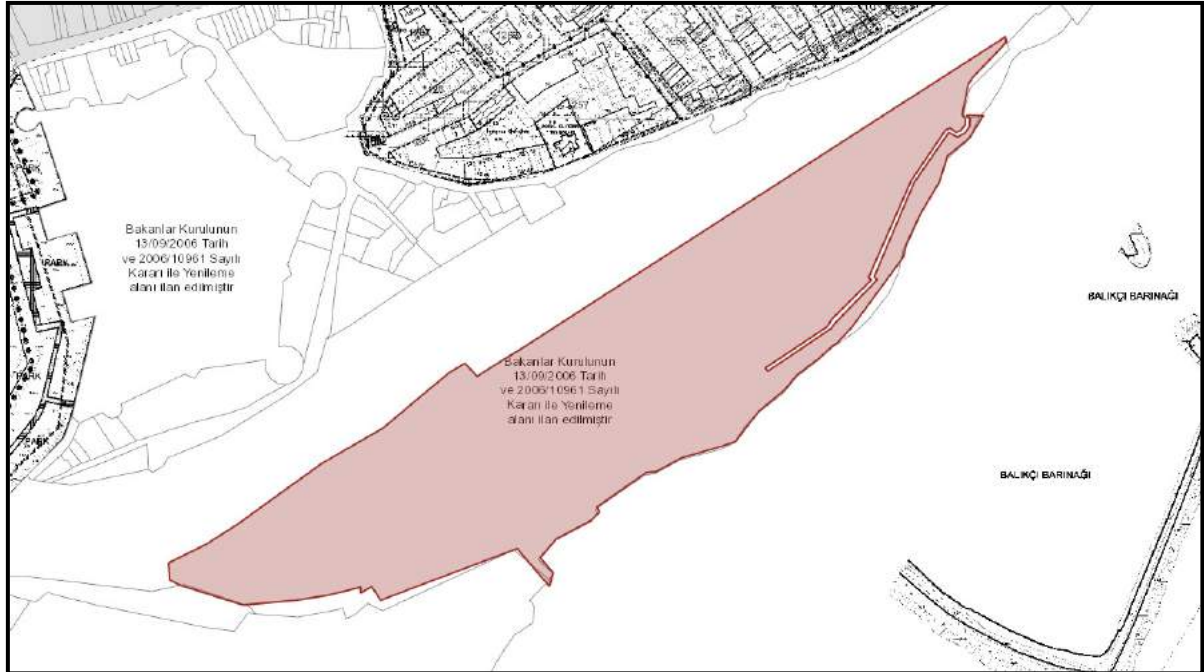 Bakanlar Kurulunun
13/09/2006 Tarih
ve 2006/10961 Sayılı
Kararı ile Yenileme
alanı ilan edilmiştir
PARK
PARK
PARK
PARK
BALIKÇI BARINAĞI
Bakanlar Kurulunun
13/09/2006 Tarih
ve 2006/10961 Sayılı
Kararı ile Yenileme
alanı ilan edilmiştir
BALIKÇI BARINAĞI